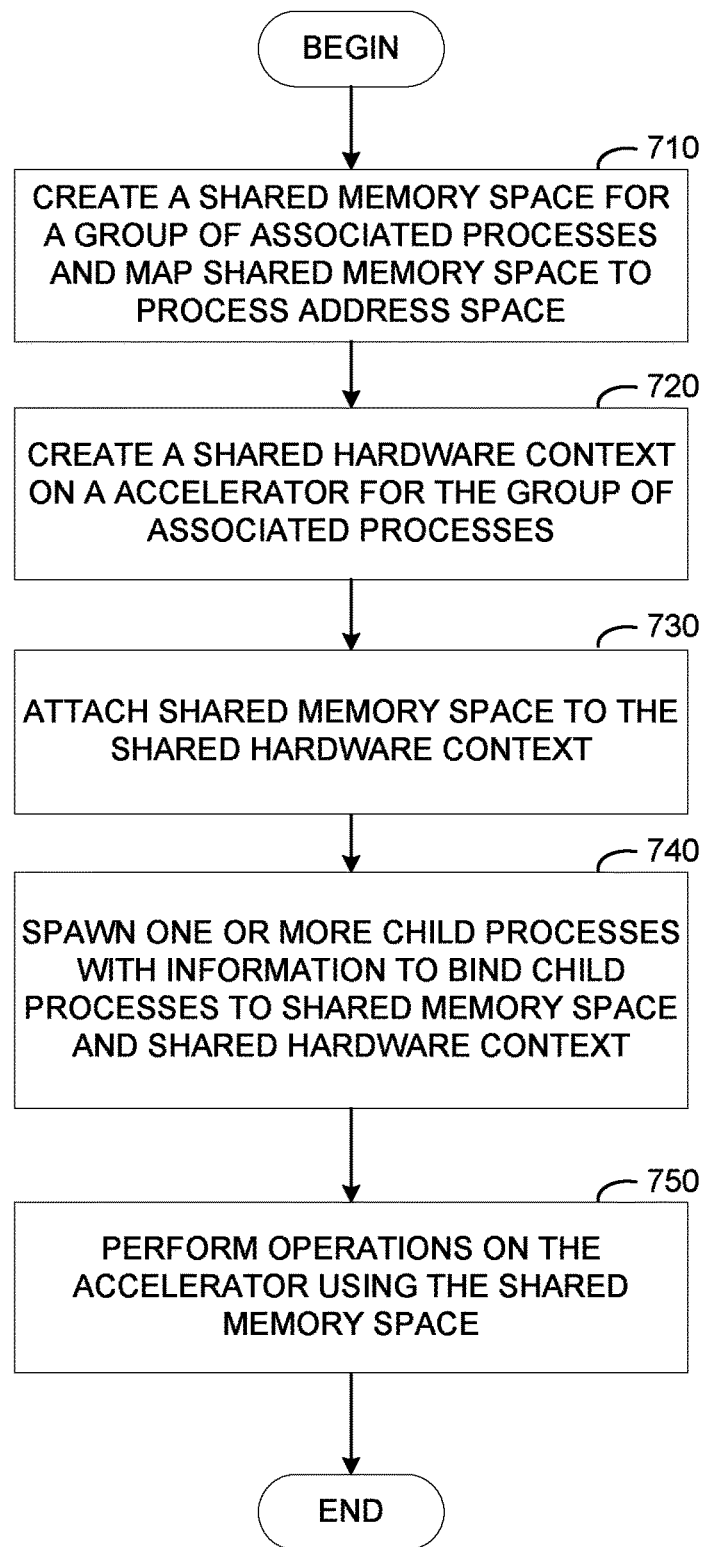 BEGIN
710
CREATE A SHARED MEMORY SPACE FOR
A GROUP OF ASSOCIATED PROCESSES
AND MAP SHARED MEMORY SPACE TO
PROCESS ADDRESS SPACE
720
CREATE A SHARED HARDWARE CONTEXT
ON A ACCELERATOR FOR THE GROUP OF
ASSOCIATED PROCESSES
730
ATTACH SHARED MEMORY SPACE TO THE
SHARED HARDWARE CONTEXT
740
SPAWN ONE OR MORE CHILD PROCESSES
WITH INFORMATION TO BIND CHILD
PROCESSES TO SHARED MEMORY SPACE
AND SHARED HARDWARE CONTEXT
750
PERFORM OPERATIONS ON THE
ACCELERATOR USING THE SHARED
MEMORY SPACE
END